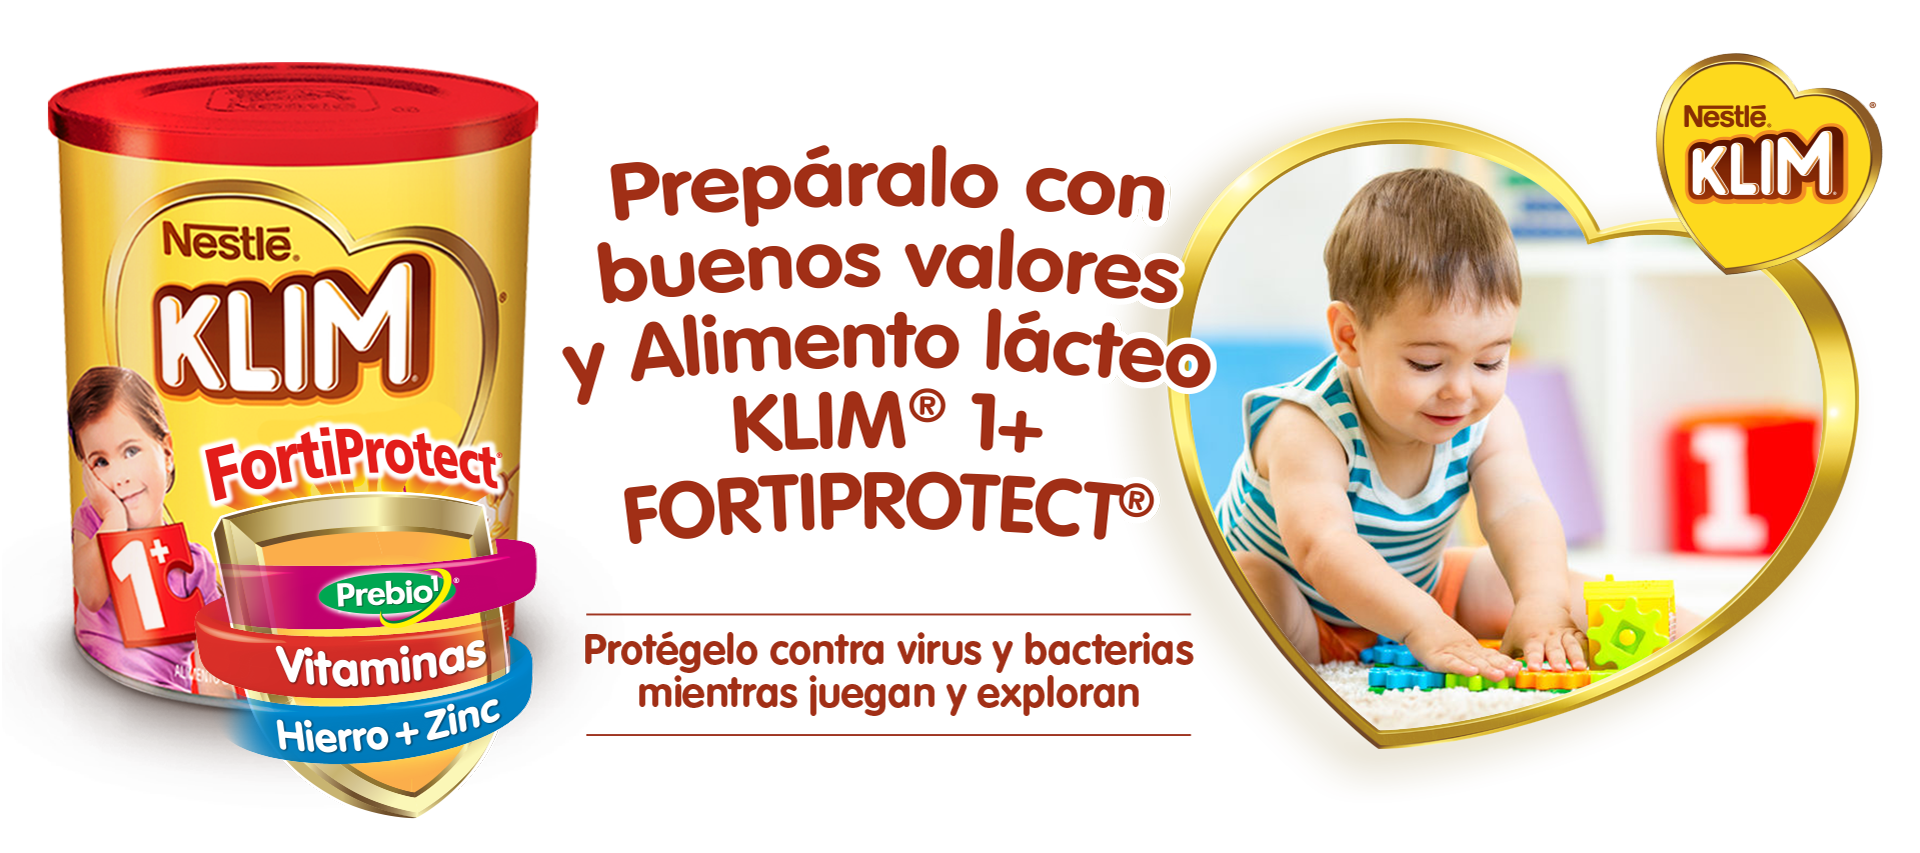 Nestlé®
KLIM®
FortiProtect®
1+
Prebio1®
Vitaminas
Hierro + Zinc
Prepáralo con
buenos valores
y Alimento lácteo
KLIM® 1+
FORTIPROTECT®
Protégelo contra virus y bacterias
mientras juegan y exploran
Nestlé®
KLIM®
1